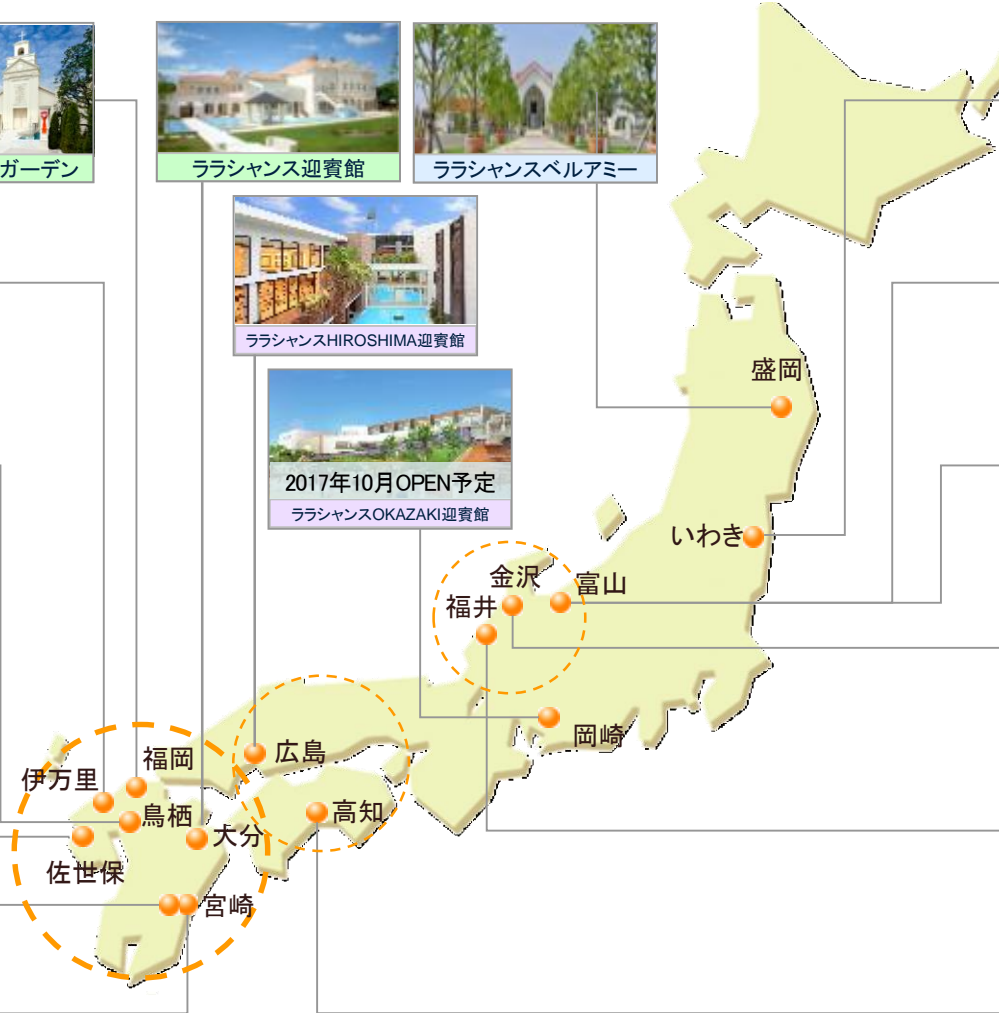 ガーデン
ララシャンス迎賓館
ララシャンスベルアミー
ララシャンスHIROSHIMA迎賓館
2017年10月OPEN予定
ララシャンスOKAZAKI迎賓館
盛岡
いわき
金沢
富山
福井
岡崎
広島
福岡
伊万里
鳥栖
高知
大分
佐世保
宮崎